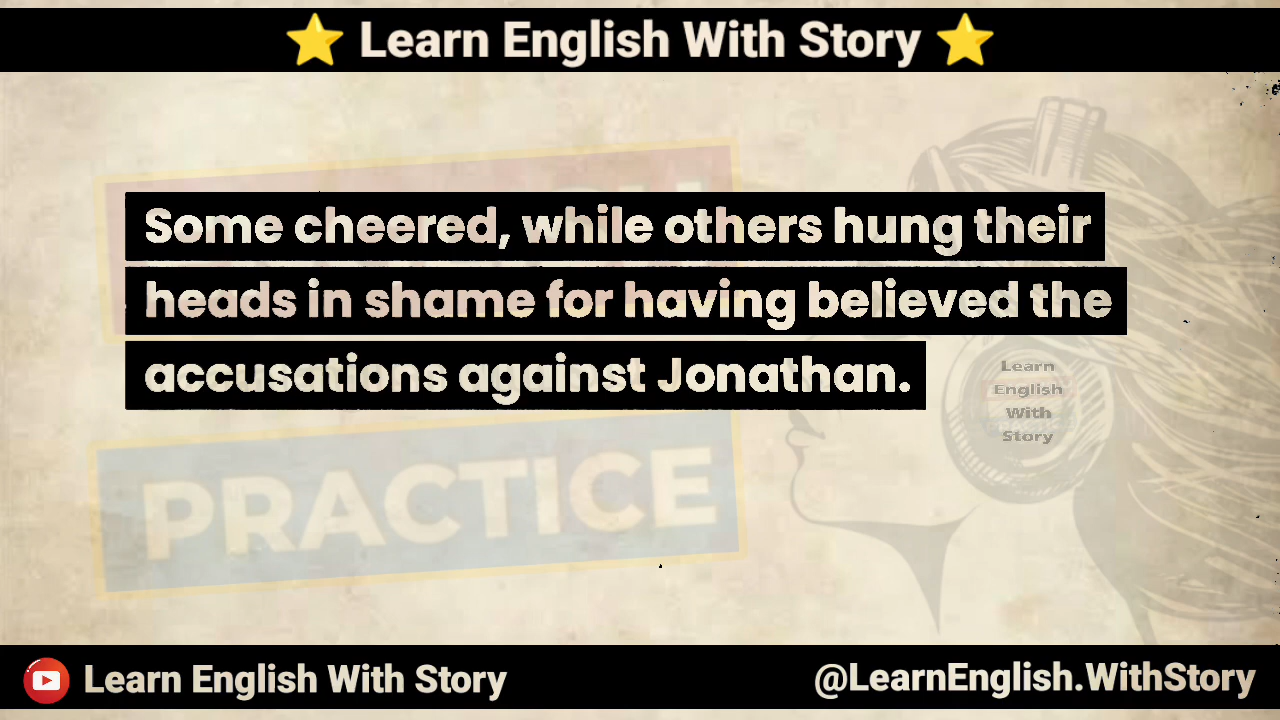 ⭐ Learn English With Story ⭐
Some cheered, while others hung their
heads in shame for having believed the
accusations against Jonathan.
Learn
English
With
Story
PRACTICE
Learn English With Story
@LearnEnglish.WithStory